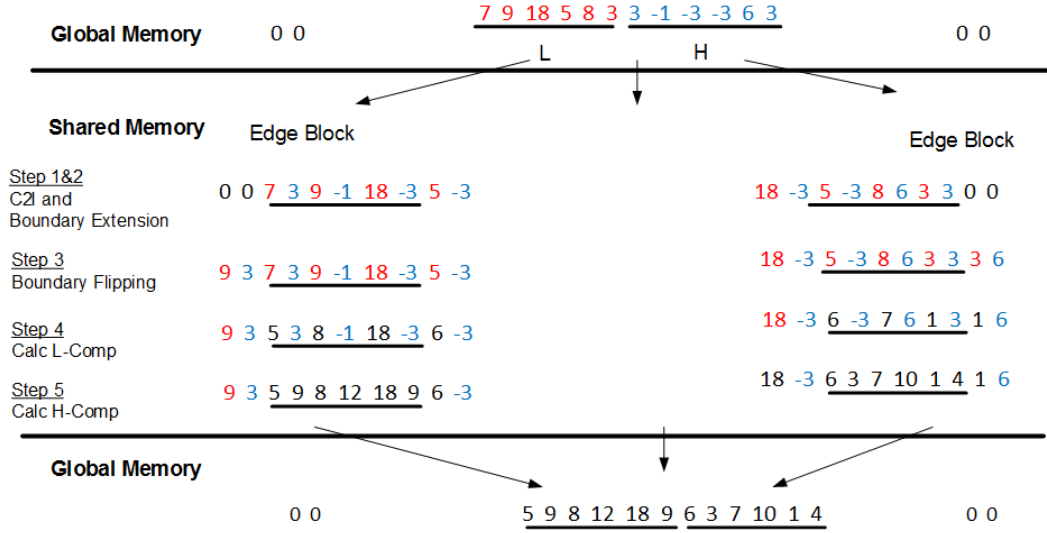 7 9 18 5 8 3 3 -1 -3 -3 6 3
Global Memory 0 0 0 0
L H
Shared Memory Edge Block Edge Block
Step 1&2
C2I and
Boundary Extension
0 0 7 3 9 -1 18 -3 5 -3 18 -3 5 -3 8 6 3 3 0 0
Step 3
Boundary Flipping
9 3 7 3 9 -1 18 -3 5 -3 18 -3 5 -3 8 6 3 3 3 6
Step 4
Calc L-Comp
9 3 5 3 8 -1 18 -3 6 -3 18 -3 6 -3 7 6 1 3 1 6
Step 5
Calc H-Comp
9 3 5 9 8 12 18 9 6 -3 18 -3 6 3 7 10 1 4 1 6
Global Memory
0 0 5 9 8 12 18 9 6 3 7 10 1 4 0 0